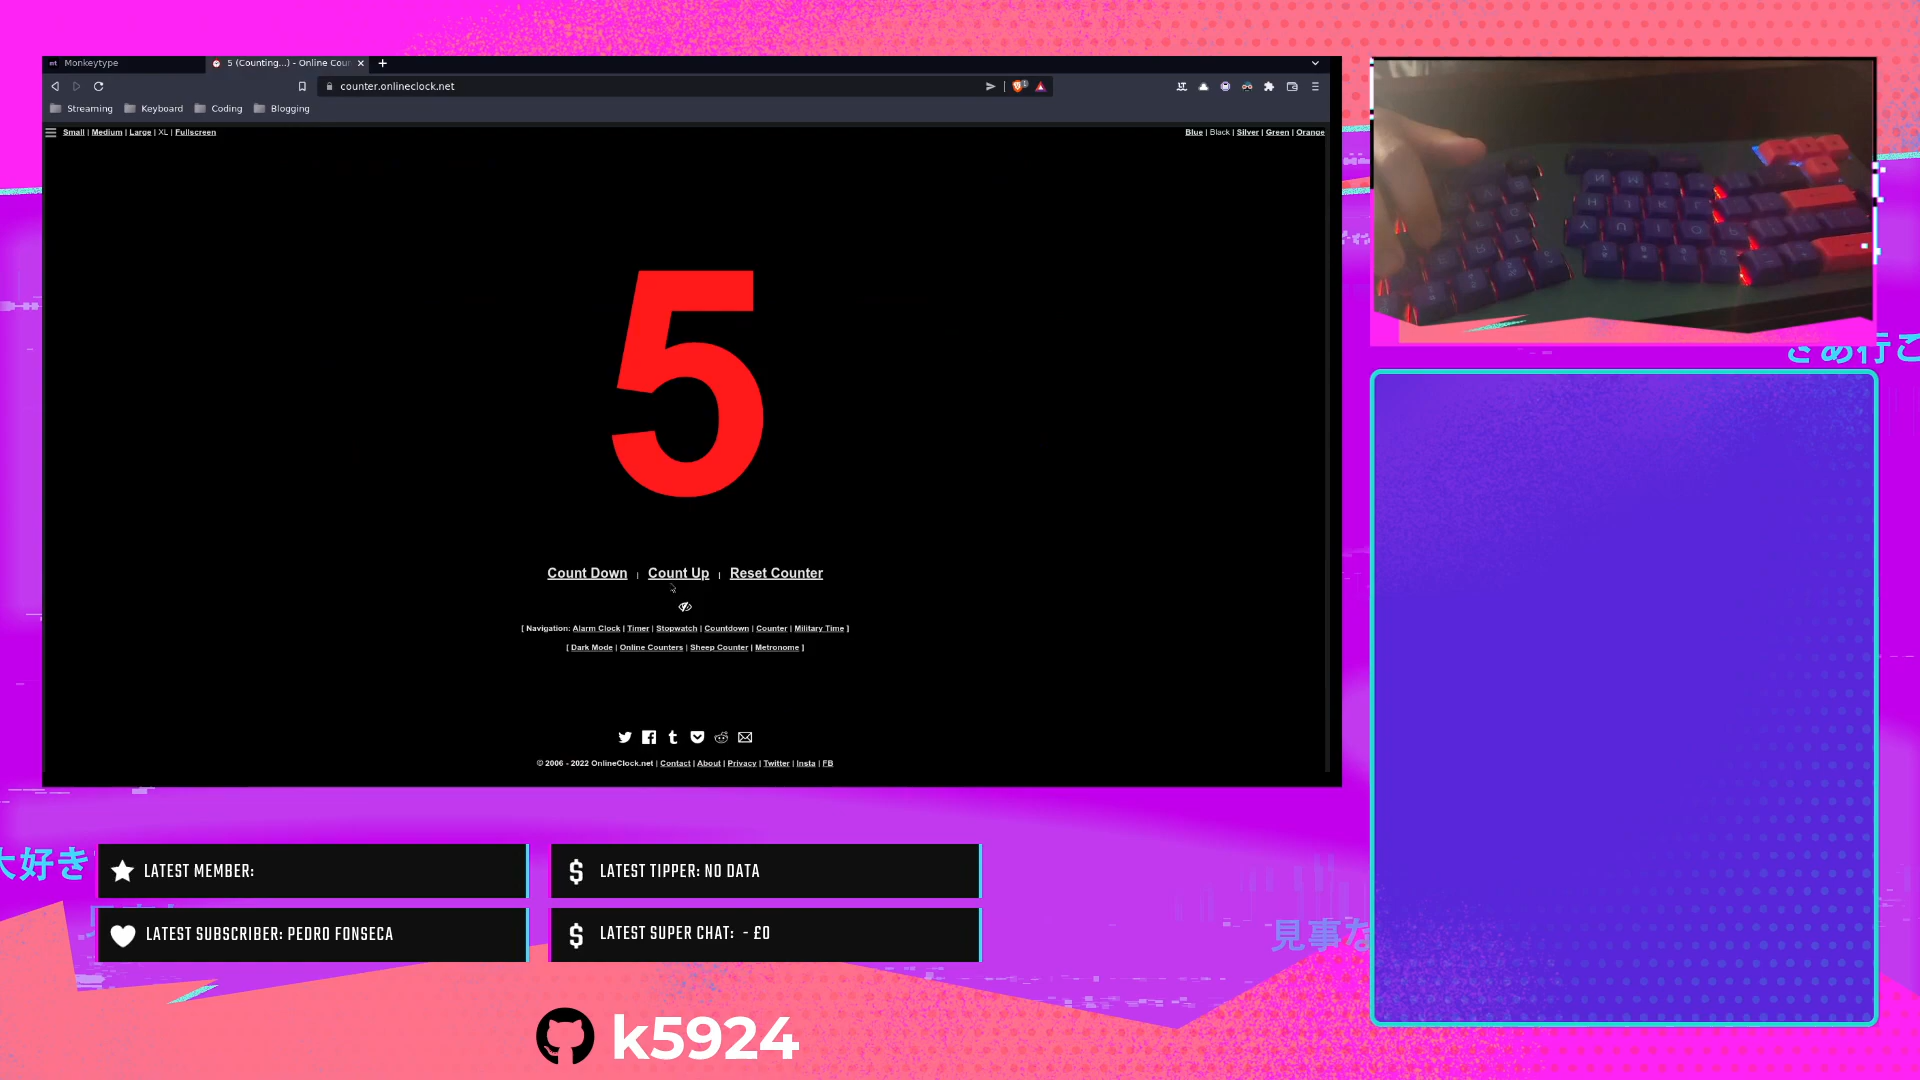 Monkeytype
5 (Counting...) - Online Cour
counter.onlineclock.net
Streaming Keyboard Coding Blogging
Small | Medium | Large | XL | Fullscreen
Blue | Black | Silver | Green | Orange
5
Count Down | Count Up | Reset Counter
[ Navigation: Alarm Clock | Timer | Stopwatch | Countdown | Counter | Military Time ]
[ Dark Mode | Online Counters | Sheep Counter | Metronome ]
© 2006 - 2022 OnlineClock.net | Contact | About | Privacy | Twitter | Insta | FB
さあ行こ
大好き
LATEST MEMBER:
LATEST TIPPER: NO DATA
LATEST SUBSCRIBER: PEDRO FONSECA
LATEST SUPER CHAT: - £0
見事な
k5924